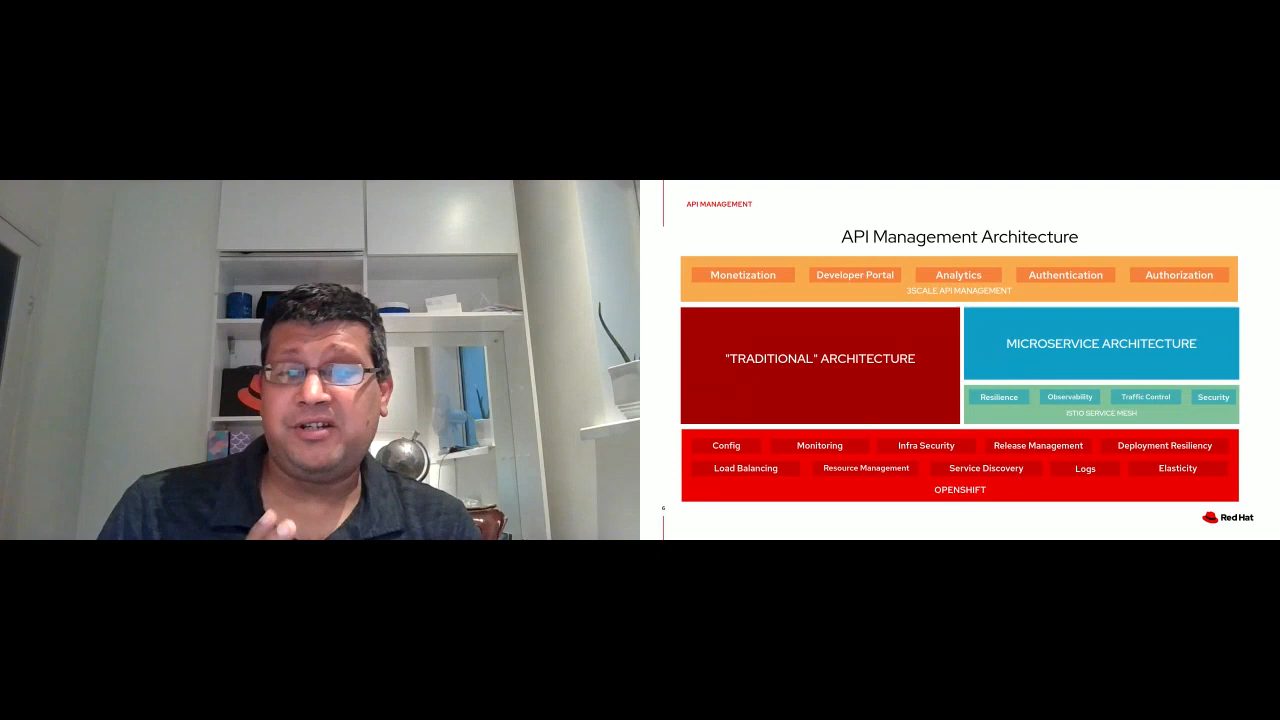 API MANAGEMENT
API Management Architecture
Monetization
Developer Portal
Analytics
Authentication
Authorization
3SCALE API MANAGEMENT
"TRADITIONAL" ARCHITECTURE
MICROSERVICE ARCHITECTURE
Resilience
Observability
Traffic Control
Security
ISTIO SERVICE MESH
Config
Monitoring
Infra Security
Release Management
Deployment Resiliency
Load Balancing
Resource Management
Service Discovery
Logs
Elasticity
OPENSHIFT
6
Red Hat